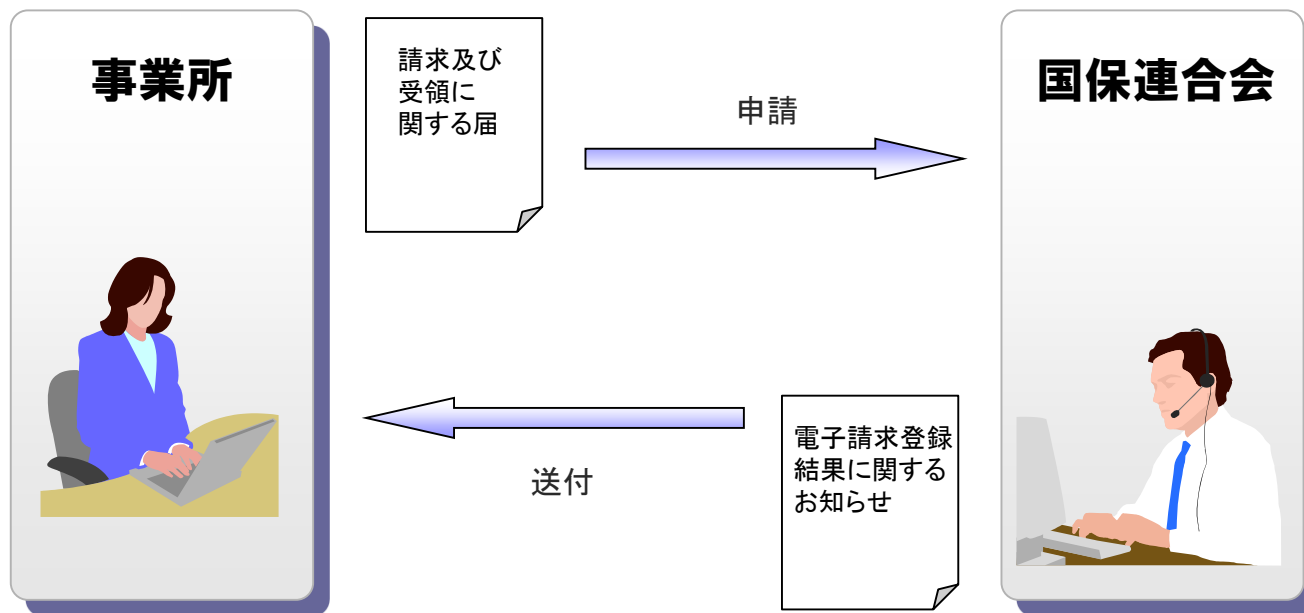 事業所
請求及び
受領に
関する届
申請
国保連合会
送付
電子請求登録
結果に関する
お知らせ